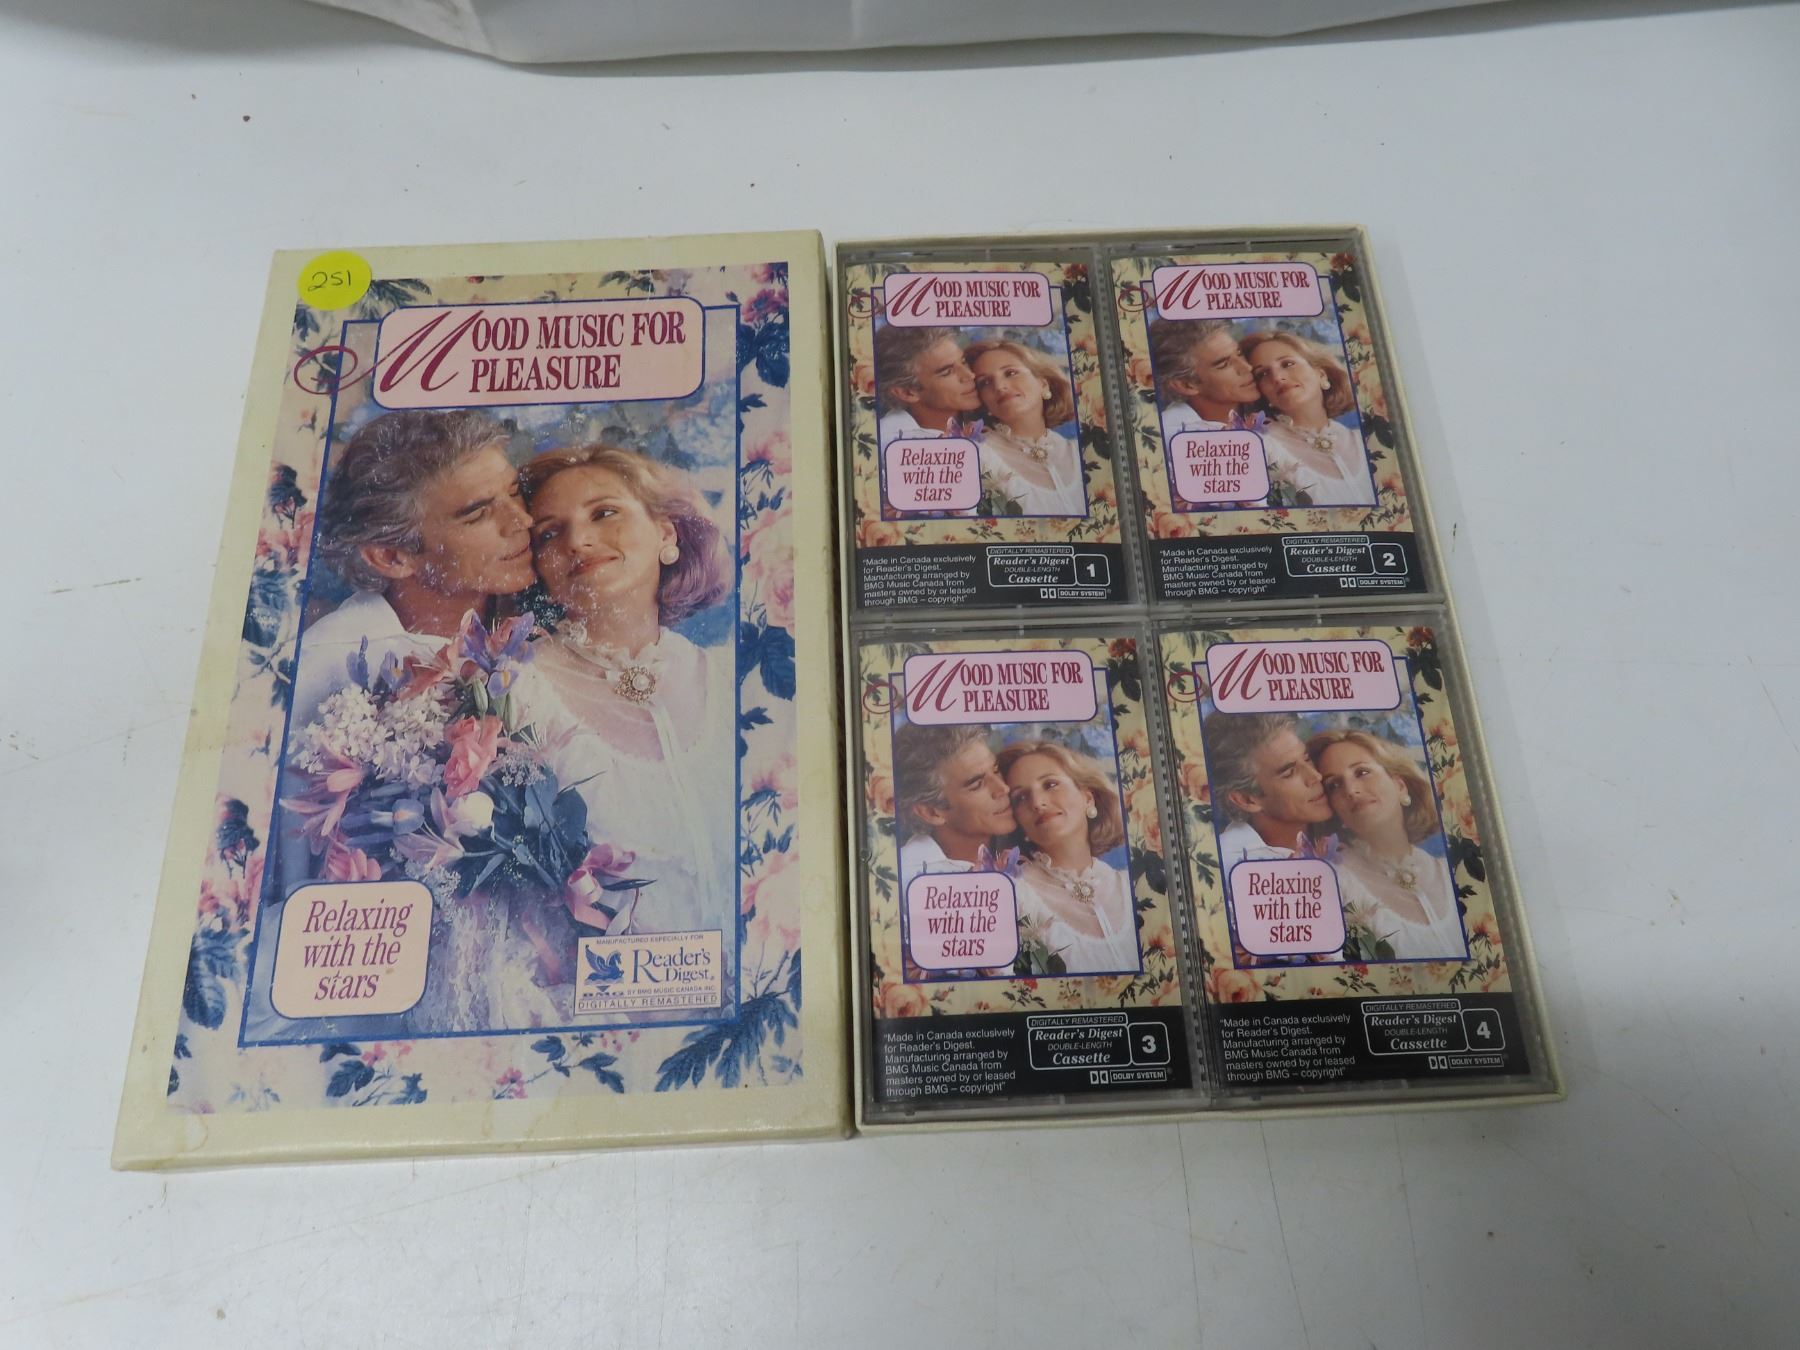 251
MOOD MUSIC FOR
PLEASURE
Relaxing
with the
stars
MANUFACTURED ESPECIALLY FOR
Reader's
Digest®
BMG BY BMG MUSIC CANADA INC.
DIGITALLY REMASTERED
MOOD MUSIC FOR
PLEASURE
Relaxing
with the
stars
"Made in Canada exclusively
for Reader's Digest.
Manufacturing arranged by
BMG Music Canada from
masters owned by or leased
through BMG – copyright"
DIGITALLY REMASTERED
Reader's Digest
DOUBLE-LENGTH
Cassette
1
DOLBY SYSTEM®
MOOD MUSIC FOR
PLEASURE
Relaxing
with the
stars
"Made in Canada exclusively
for Reader's Digest.
Manufacturing arranged by
BMG Music Canada from
masters owned by or leased
through BMG – copyright"
DIGITALLY REMASTERED
Reader's Digest
DOUBLE-LENGTH
Cassette
2
DOLBY SYSTEM®
MOOD MUSIC FOR
PLEASURE
Relaxing
with the
stars
"Made in Canada exclusively
for Reader's Digest.
Manufacturing arranged by
BMG Music Canada from
masters owned by or leased
through BMG – copyright"
DIGITALLY REMASTERED
Reader's Digest
DOUBLE-LENGTH
Cassette
3
DOLBY SYSTEM®
MOOD MUSIC FOR
PLEASURE
Relaxing
with the
stars
"Made in Canada exclusively
for Reader's Digest.
Manufacturing arranged by
BMG Music Canada from
masters owned by or leased
through BMG – copyright"
DIGITALLY REMASTERED
Reader's Digest
DOUBLE-LENGTH
Cassette
4
DOLBY SYSTEM®